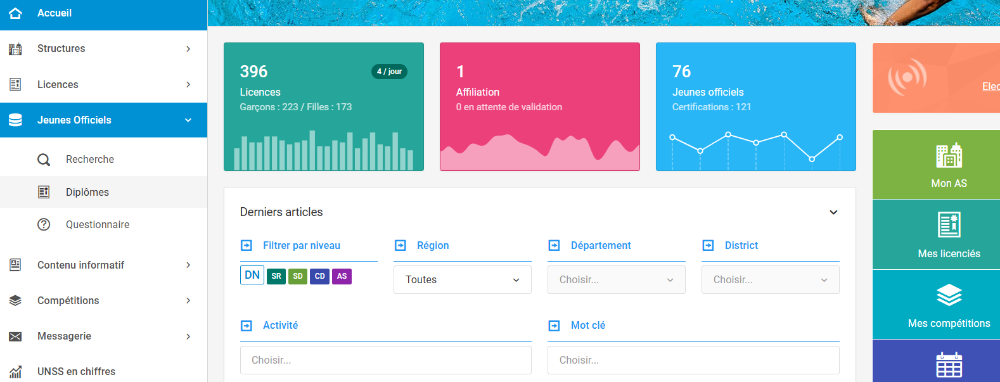 Accueil
Structures
Licences
Jeunes Officiels
Recherche
Diplômes
Questionnaire
Contenu informatif
Compétitions
Messagerie
UNSS en chiffres
396
4 / jour
Licences
Garçons : 223 / Filles : 173
1
Affiliation
0 en attente de validation
76
Jeunes officiels
Certifications : 121
Derniers articles
Filtrer par niveau
DN SR SD CD AS
Région
Toutes
Département
Choisir...
District
Choisir...
Activité
Choisir...
Mot clé
Choisir...
Mon AS
Mes licenciés
Mes compétitions